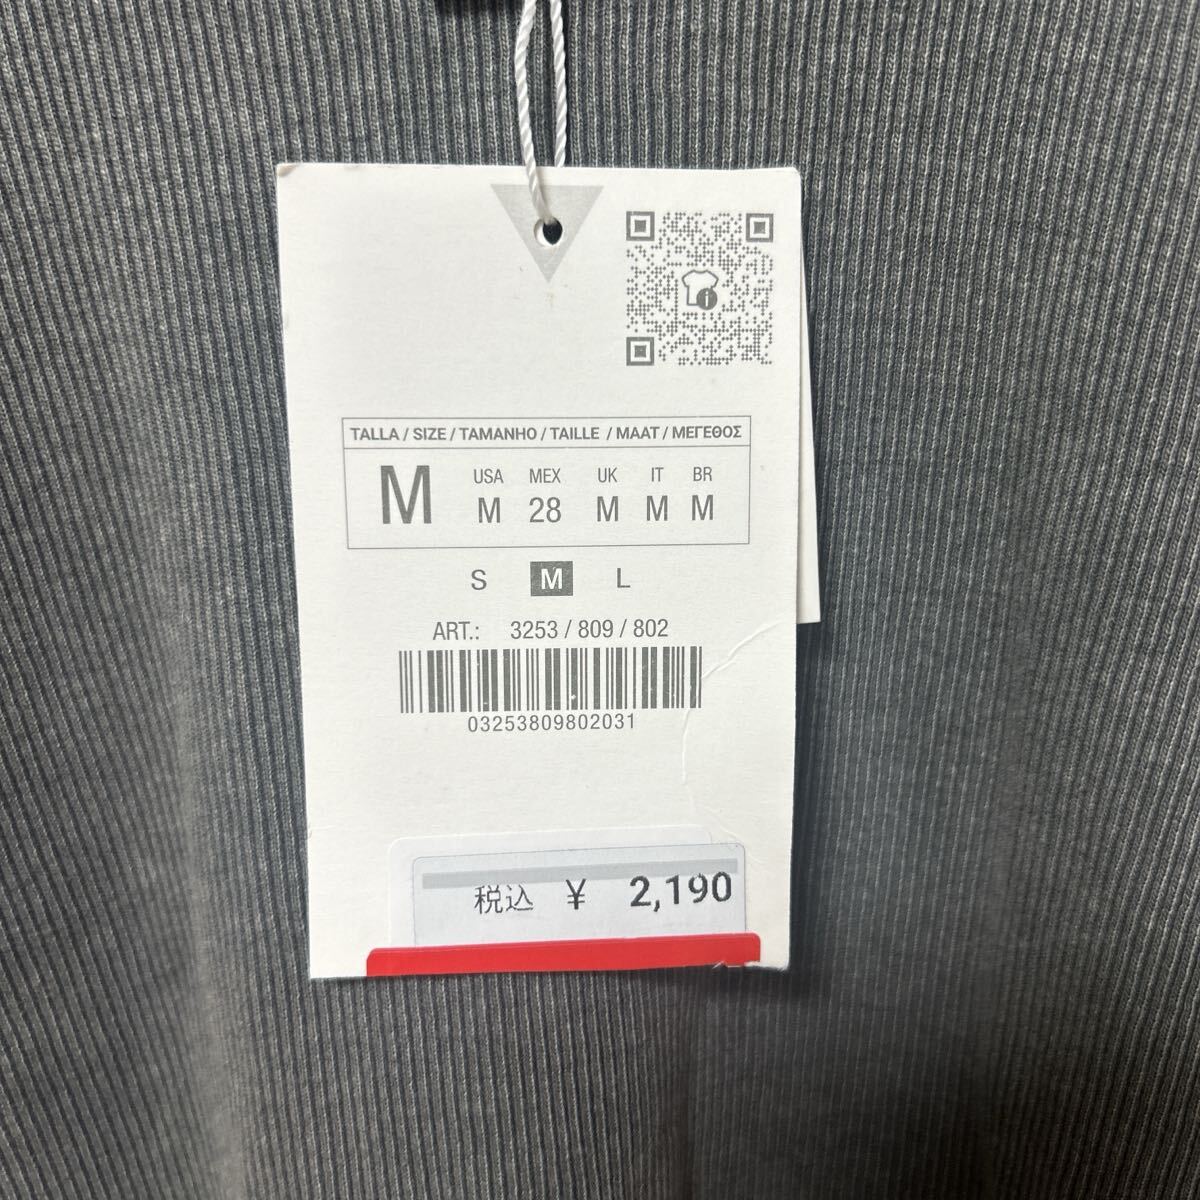 TALLA / SIZE / TAMANHO / TAILLE / MAAT / ΜΕΓΕΘΟΣ
M
USA MEX UK IT BR
M 28 M M M
S M L
ART.: 3253 / 809 / 802
03253809802031
税込 ¥ 2,190